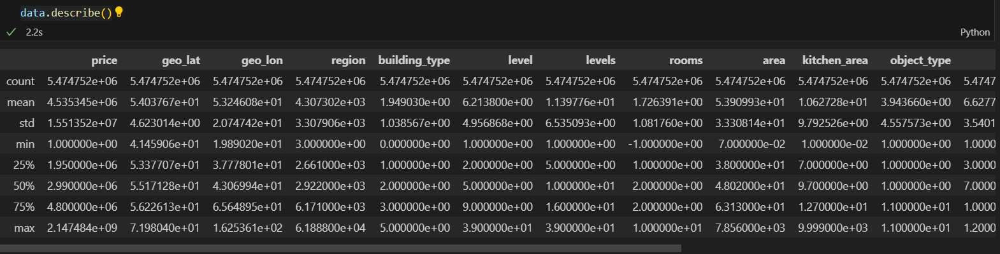 data.describe()
2.2s
Python
price geo_lat geo_lon region building_type level levels rooms area kitchen_area object_type
count 5.474752e+06 5.474752e+06 5.474752e+06 5.474752e+06 5.474752e+06 5.474752e+06 5.474752e+06 5.474752e+06 5.474752e+06 5.474752e+06 5.474752e+06 5.4747
mean 4.535345e+06 5.403767e+01 5.324608e+01 4.307302e+03 1.949030e+00 6.213800e+00 1.139776e+01 1.726391e+00 5.390993e+01 1.062728e+01 3.943660e+00 6.6277
std 1.551352e+07 4.623014e+00 2.074742e+01 3.307906e+03 1.038567e+00 4.956868e+00 6.535093e+00 1.081760e+00 3.330814e+01 9.792526e+00 4.557573e+00 3.5401
min 1.000000e+00 4.145906e+01 1.989020e+01 3.000000e+00 0.000000e+00 1.000000e+00 1.000000e+00 -1.000000e+00 7.000000e-02 1.000000e-02 1.000000e+00 1.0000
25% 1.950000e+06 5.337707e+01 3.777801e+01 2.661000e+03 1.000000e+00 2.000000e+00 5.000000e+00 1.000000e+00 3.800000e+01 7.000000e+00 1.000000e+00 3.0000
50% 2.990000e+06 5.517128e+01 4.306994e+01 2.922000e+03 2.000000e+00 5.000000e+00 1.000000e+01 2.000000e+00 4.802000e+01 9.700000e+00 1.000000e+00 7.0000
75% 4.800000e+06 5.622613e+01 6.564895e+01 6.171000e+03 3.000000e+00 9.000000e+00 1.600000e+01 2.000000e+00 6.313000e+01 1.270000e+01 1.100000e+01 1.0000
max 2.147484e+09 7.198040e+01 1.625361e+02 6.188800e+04 5.000000e+00 3.900000e+01 3.900000e+01 1.000000e+01 7.856000e+03 9.999000e+03 1.100000e+01 1.2000